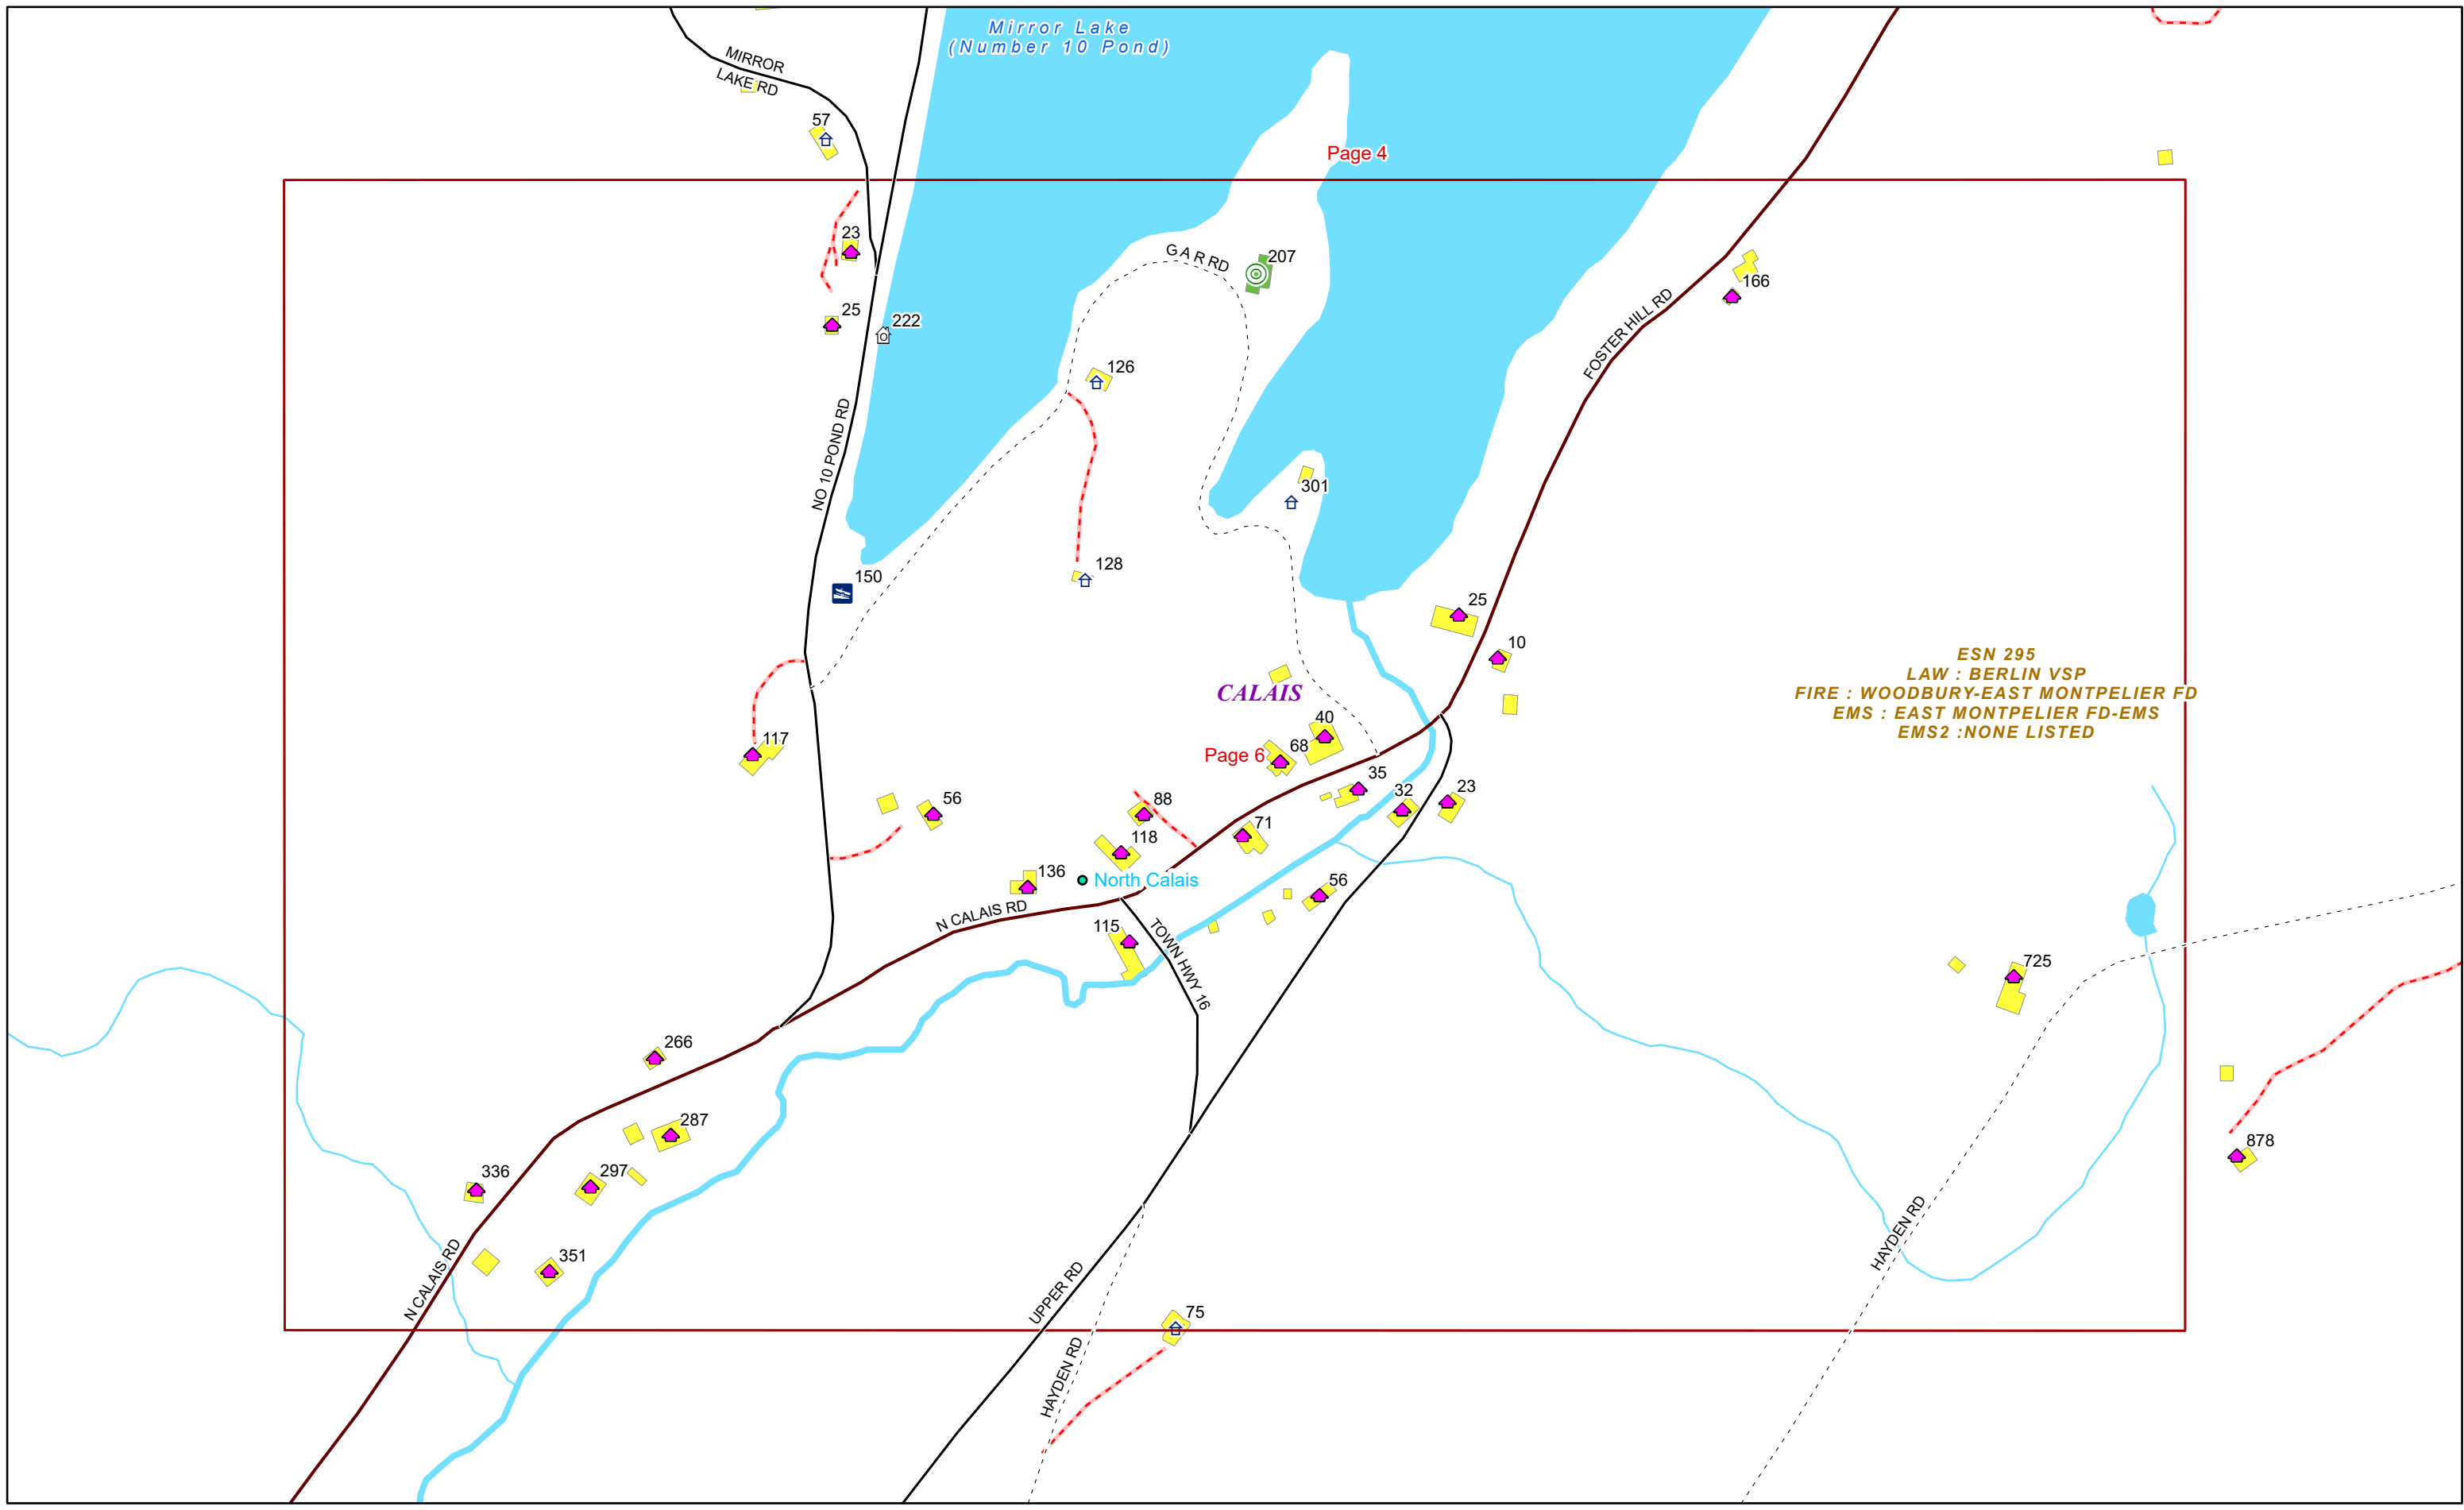 Mirror Lake
(Number 10 Pond)
MIRROR
LAKE RD
57
Page 4
23
G A R RD
207
166
25
222
FOSTER HILL RD
126
NO 10 POND RD
301
128
150
25
10
ESN 295
LAW : BERLIN VSP
FIRE : WOODBURY-EAST MONTPELIER FD
EMS : EAST MONTPELIER FD-EMS
EMS2 :NONE LISTED
CALAIS
40
117
Page 6
68
35
32
23
56
88
71
118
136
North Calais
56
N CALAIS RD
115
TOWN HWY 16
725
266
287
336
297
878
HAYDEN RD
351
N CALAIS RD
UPPER RD
75
HAYDEN RD